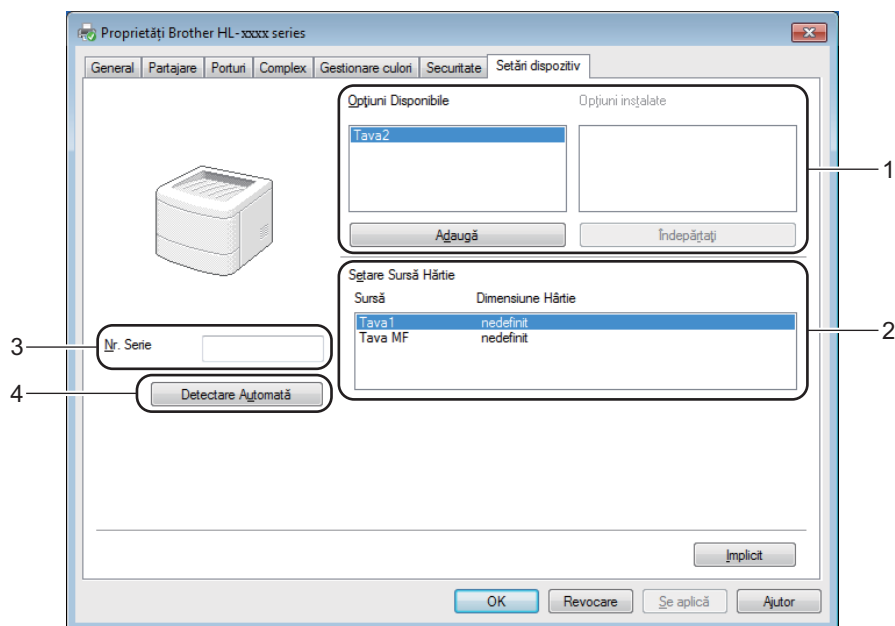 Proprietăți Brother HL-xxxx series
General Partajare Porturi Complex Gestionare culori Securitate Setări dispozitiv
Opțiuni Disponibile Opțiuni instalate
Tava2
Adaugă Îndepărtați
1
Setare Sursă Hărtie
Sursă Dimensiune Hârtie
Tava1 nedefinit
Tava MF nedefinit
2
3 Nr. Serie
4 Detectare Automată
Implicit
OK Revocare Se aplică Ajutor